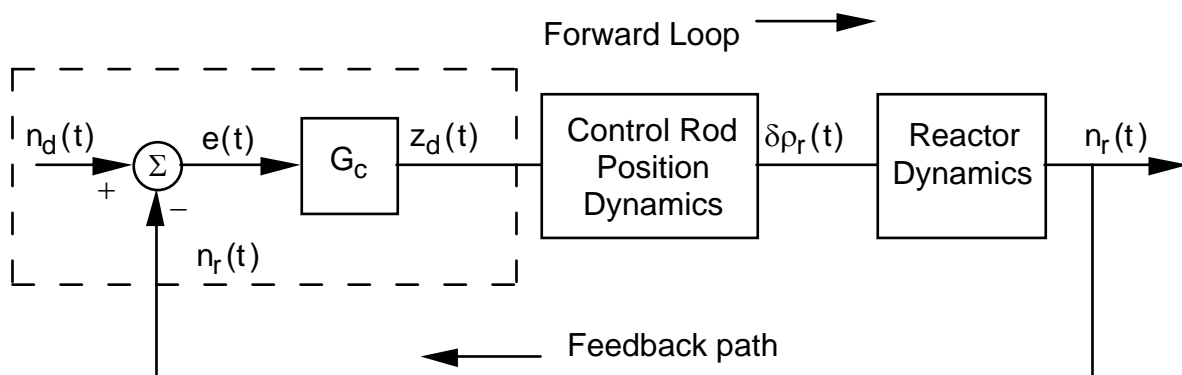 Forward Loop
n_d(t)
+
Σ
−
e(t)
G_c
z_d(t)
Control Rod
Position
Dynamics
δρ_r(t)
Reactor
Dynamics
n_r(t)
n_r(t)
Feedback path